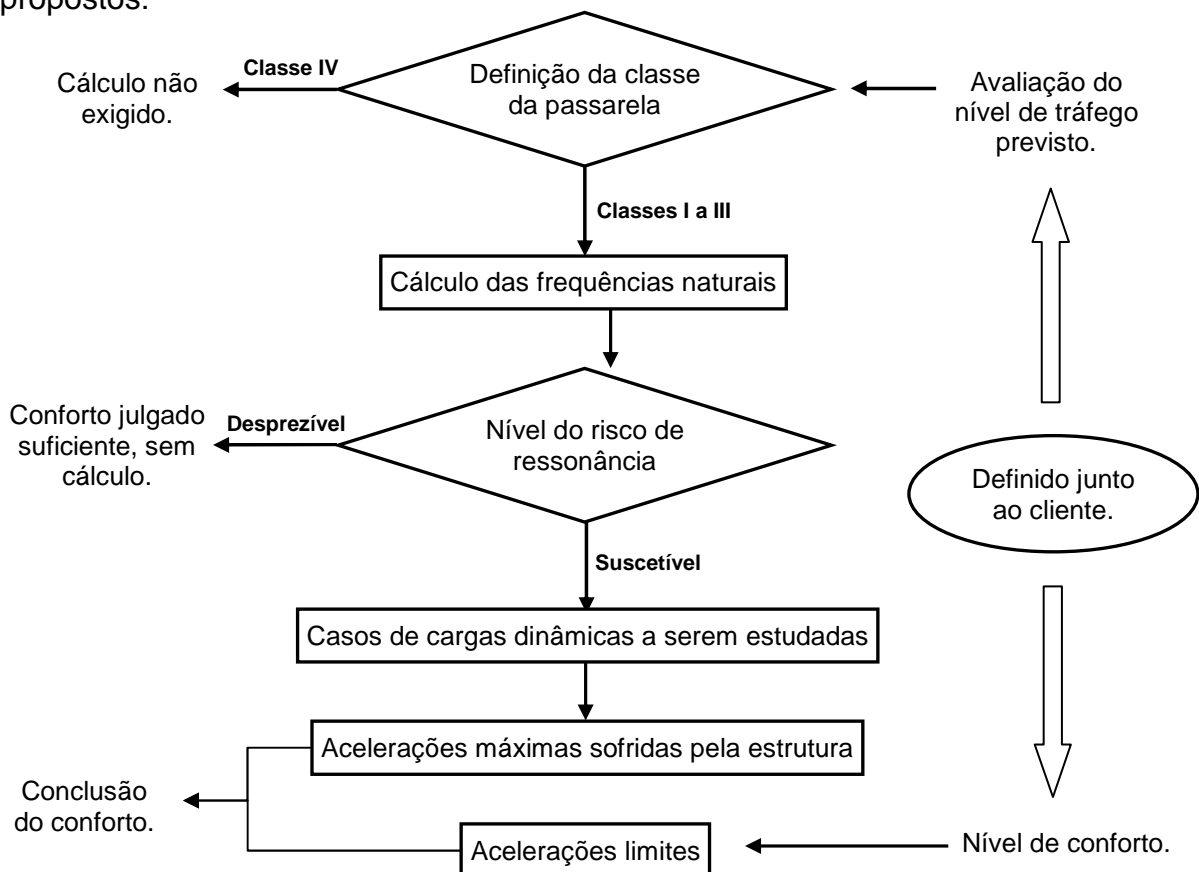 propostos.
Classe IV
Cálculo não
exigido.
Definição da classe
da passarela
Avaliação do
nível de tráfego
previsto.
Classes I a III
Cálculo das frequências naturais
Conforto julgado
suficiente, sem
cálculo.
Desprezível
Nível do risco de
ressonância
Definido junto
ao cliente.
Suscetível
Casos de cargas dinâmicas a serem estudadas
Acelerações máximas sofridas pela estrutura
Conclusão
do conforto.
Acelerações limites
Nível de conforto.